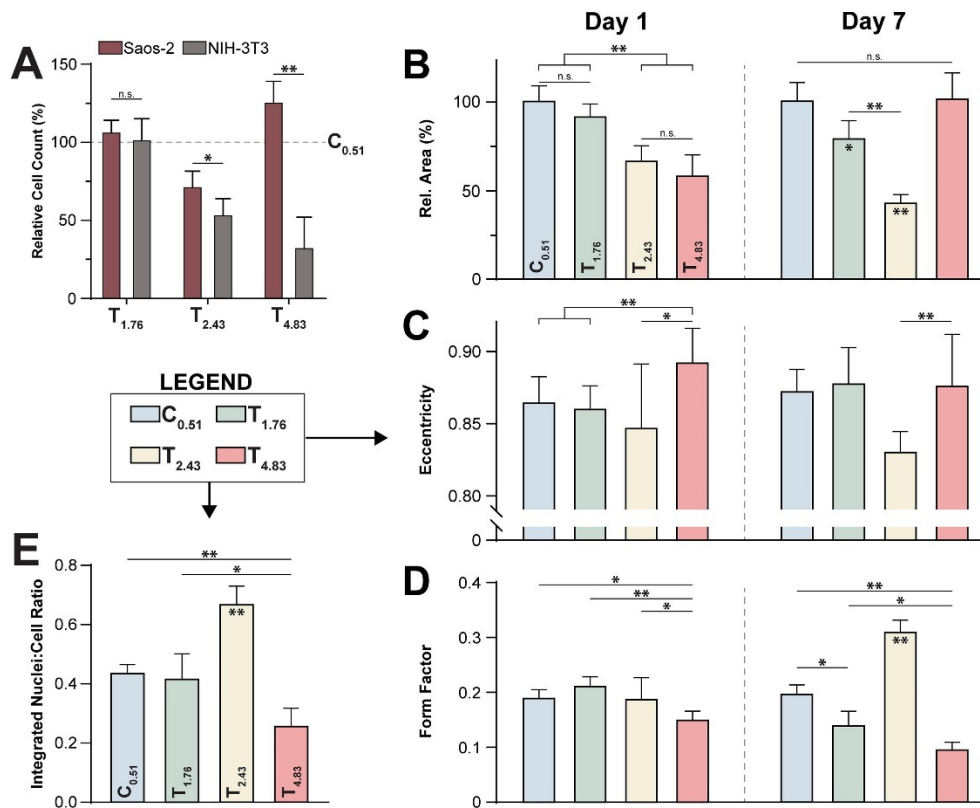 A
Saos-2 NIH-3T3
Relative Cell Count (%)
150
100
50
0
n.s.
*
**
C0.51
T1.76 T2.43 T4.83
Day 1 Day 7
B
Rel. Area (%)
100
50
0
**
n.s.
n.s.
C0.51 T1.76 T2.43 T4.83
n.s.
**
*
**
C
Eccentricity
0.90
0.85
0.80
0
**
*
**
LEGEND
C0.51 T1.76
T2.43 T4.83
E
Integrated Nuclei:Cell Ratio
0.8
0.6
0.4
0.2
0.0
**
*
**
C0.51 T1.76 T2.43 T4.83
D
Form Factor
0.4
0.3
0.2
0.1
0
*
**
*
**
*
*
**